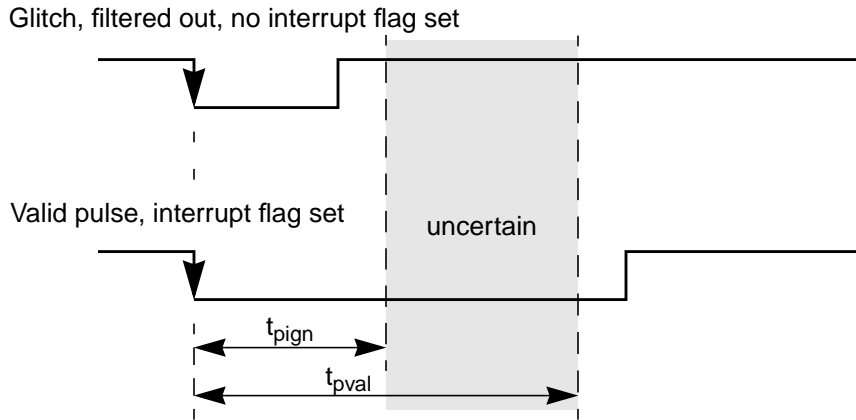 Glitch, filtered out, no interrupt flag set
Valid pulse, interrupt flag set
uncertain
tpign
tpval